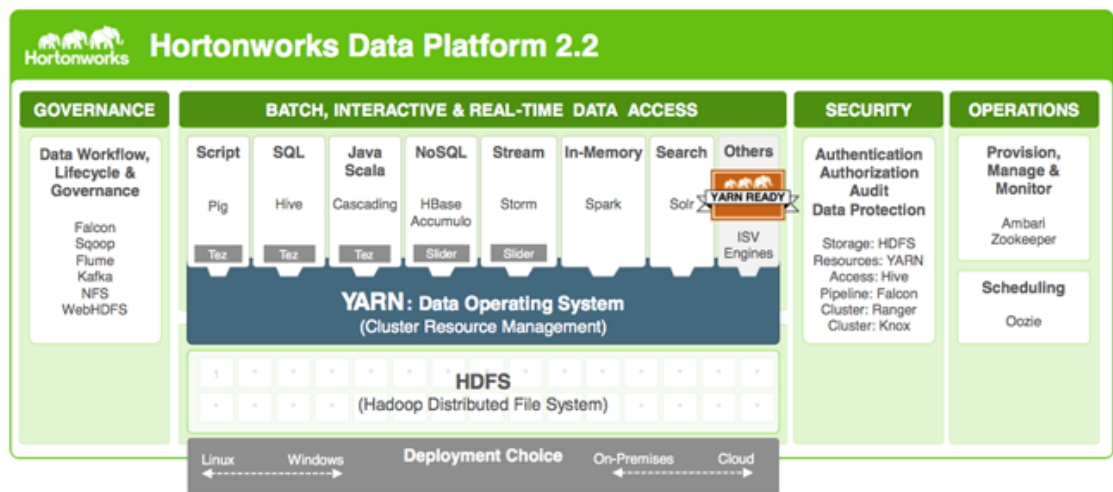 Hortonworks
Hortonworks Data Platform 2.2
GOVERNANCE
Data Workflow,
Lifecycle &
Governance
Falcon
Sqoop
Flume
Kafka
NFS
WebHDFS
BATCH, INTERACTIVE & REAL-TIME DATA ACCESS
Script
Pig
Tez
SQL
Hive
Tez
Java
Scala
Cascading
Tez
NoSQL
HBase
Accumulo
Slider
Stream
Storm
Slider
In-Memory
Spark
Search
Solr
Others
YARN READY
ISV
Engines
YARN : Data Operating System
(Cluster Resource Management)
1
HDFS
(Hadoop Distributed File System)
Deployment Choice
Linux
Windows
On-Premises
Cloud
SECURITY
Authentication
Authorization
Audit
Data Protection
Storage: HDFS
Resources: YARN
Access: Hive
Pipeline: Falcon
Cluster: Ranger
Cluster: Knox
OPERATIONS
Provision,
Manage &
Monitor
Ambari
Zookeeper
Scheduling
Oozie